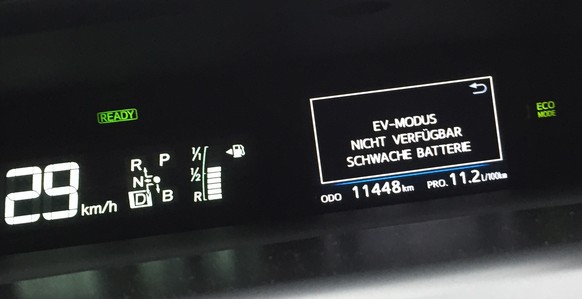 READY
EV-MODUS
NICHT VERFÜGBAR
SCHWACHE BATTERIE
ECO
MODE
29 km/h
R P
N
D B
1/1
1/2
R
ODO 11448 km PRO. 11.2 L/100km